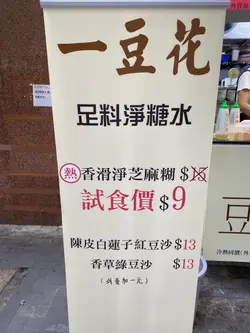 一豆花
足料淨糖水
熱 香滑淨芝麻糊 $15
試食價 $9
陳皮白蓮子紅豆沙 $13
香草綠豆沙 $13
(外賣加一元)
豆